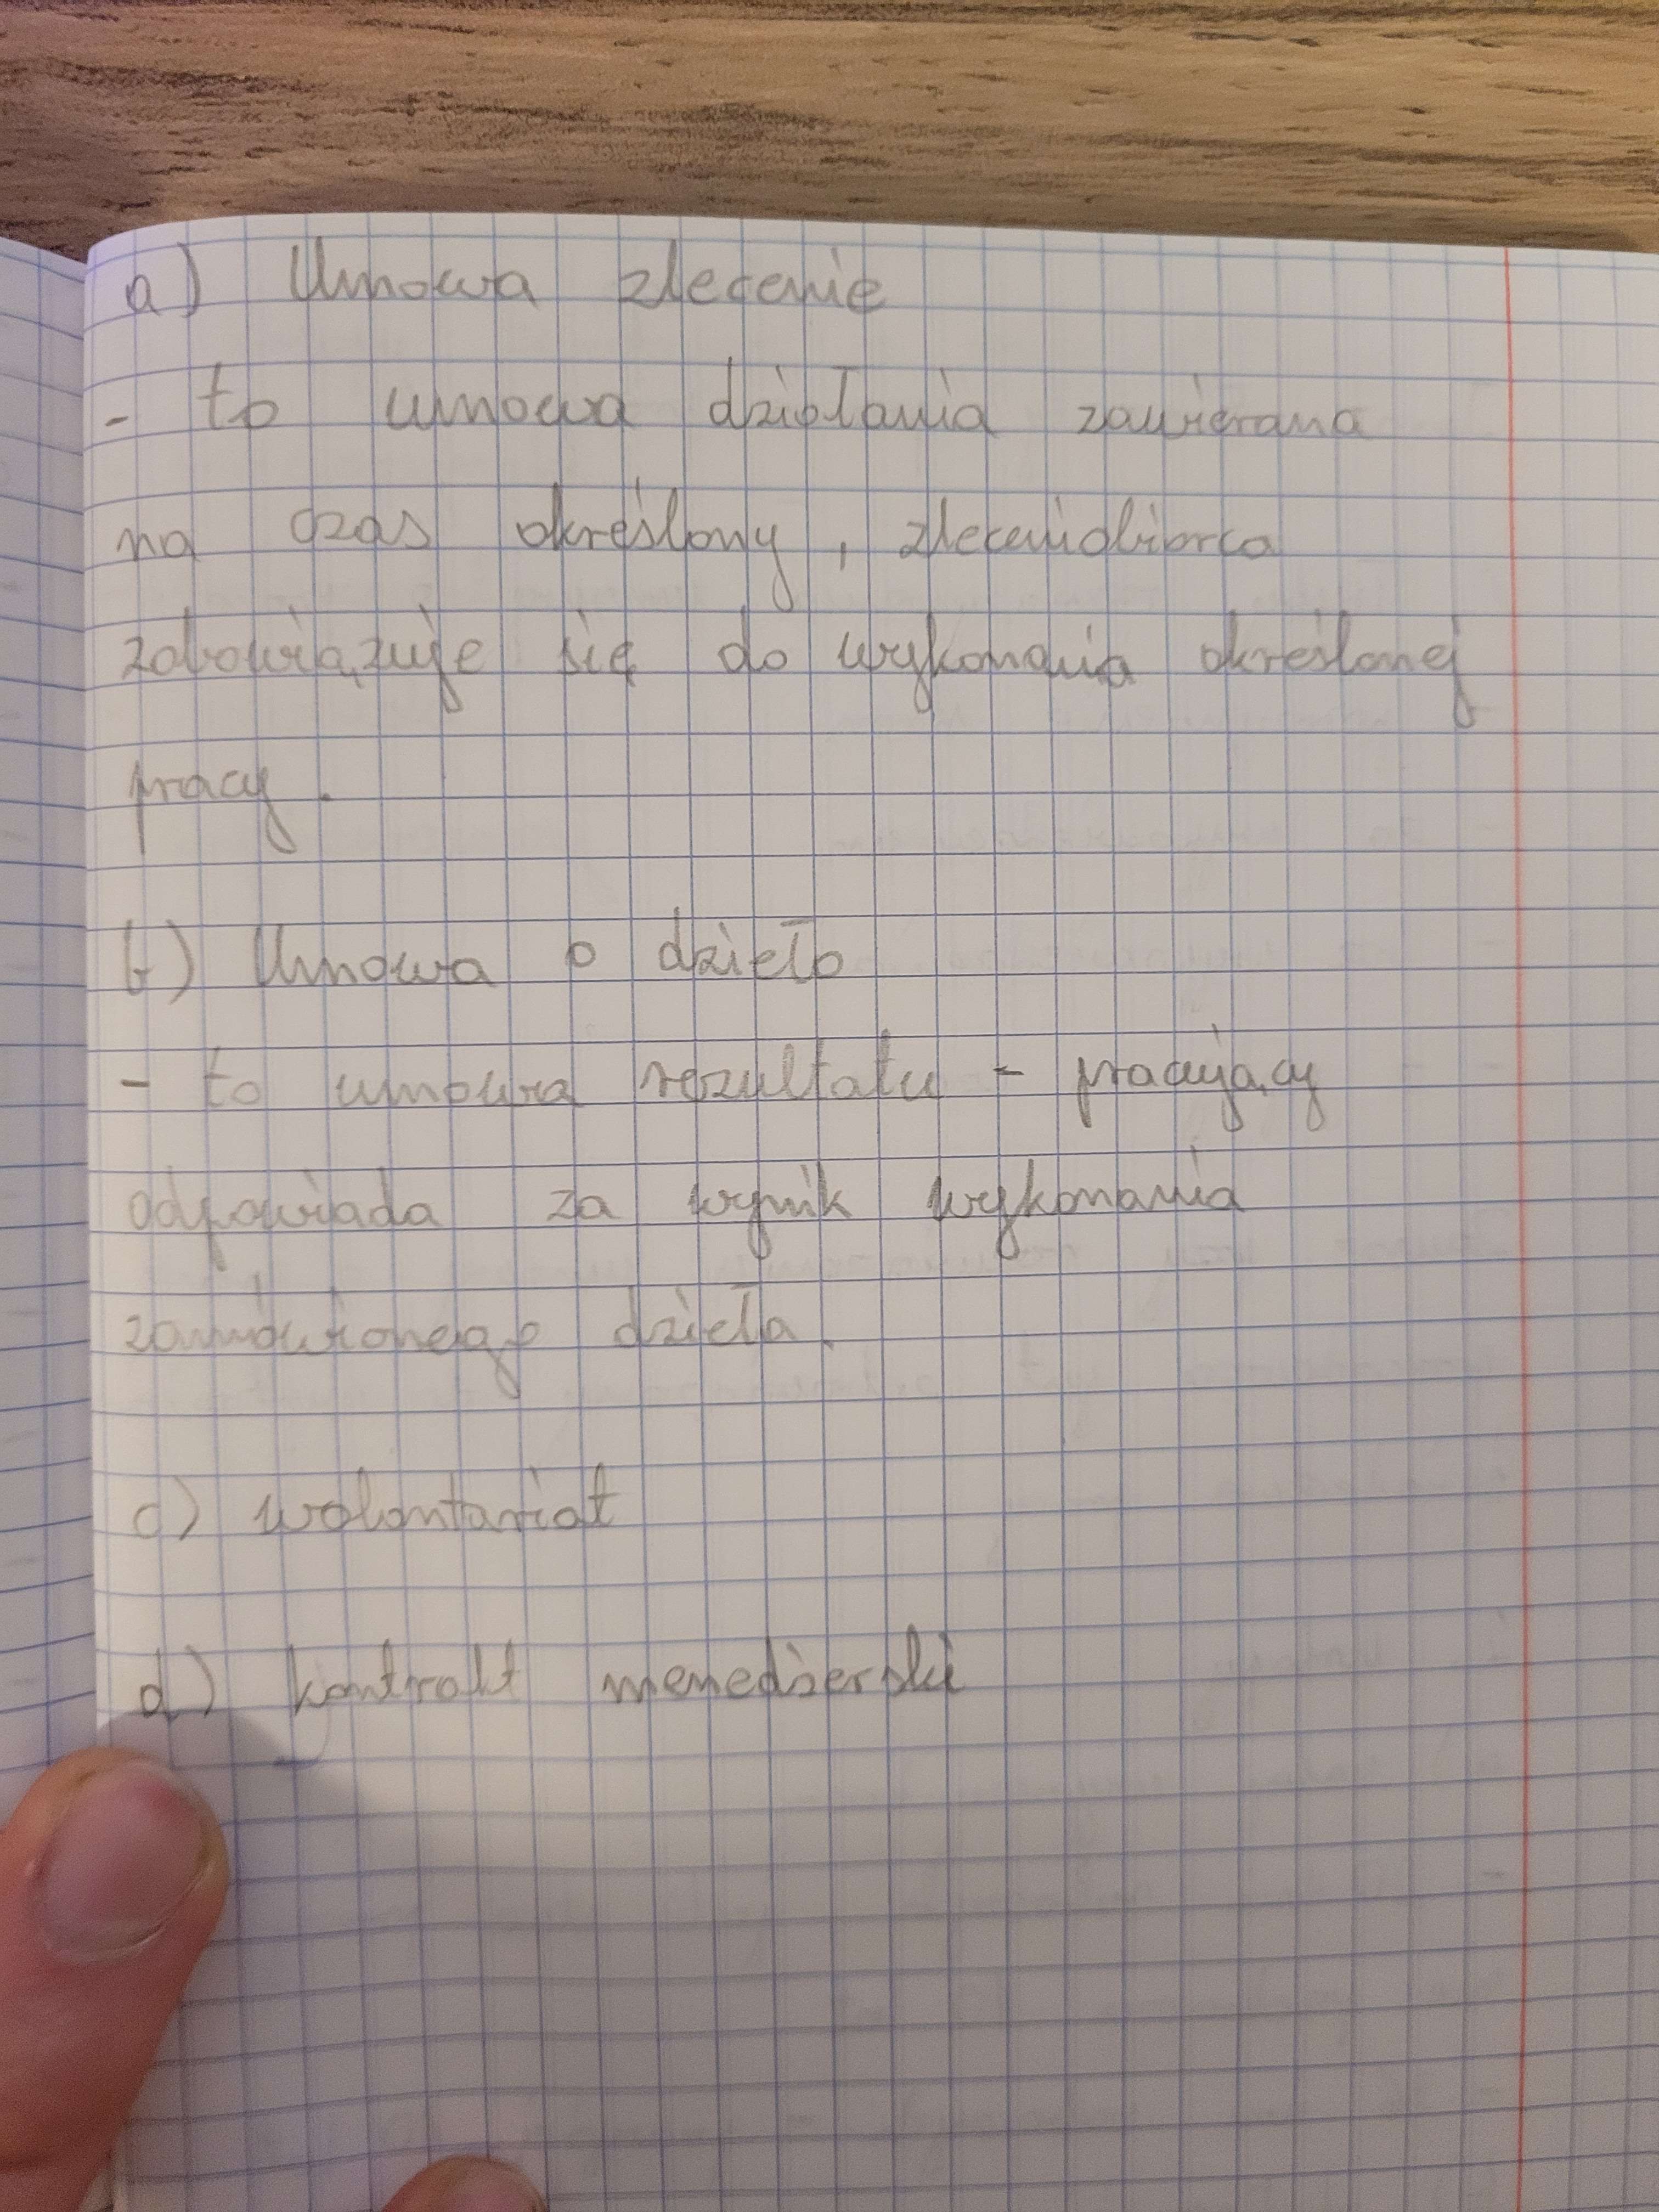 a) Umowa zlecenie
- to umowa działania zawierana
na czas określony, zleceniobiorca
zobowiązuje się do wykonania określonej
pracy.
b) Umowa o dzieło
- to umowa rezultatu - pracujący
odpowiada za wynik wykonania
zamówionego dzieła.
c) wolontariat
d) kontrakt menedżerski